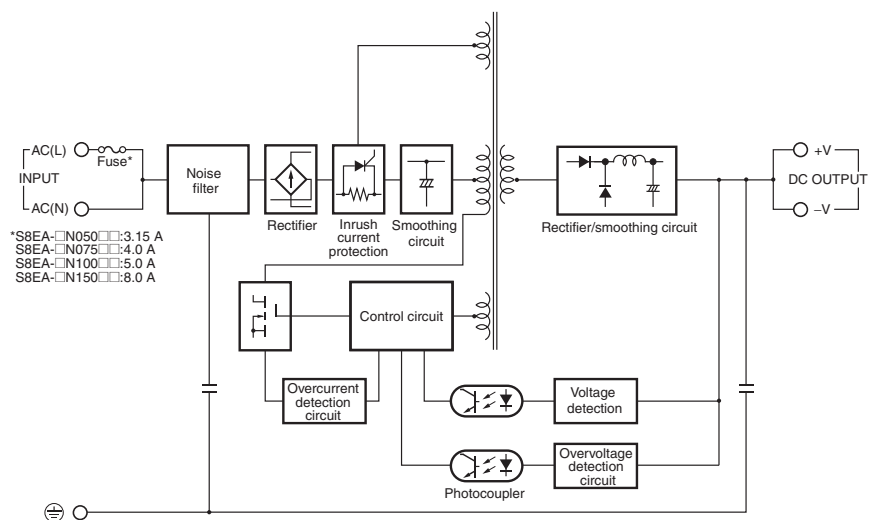 AC(L)
Fuse*
INPUT
AC(N)
*S8EA-□N050□□:3.15 A
S8EA-□N075□□:4.0 A
S8EA-□N100□□:5.0 A
S8EA-□N150□□:8.0 A
Noise
filter
Rectifier
Inrush
current
protection
Smoothing
circuit
Rectifier/smoothing circuit
+V
DC OUTPUT
–V
Control circuit
Overcurrent
detection
circuit
Voltage
detection
Overvoltage
detection
circuit
Photocoupler